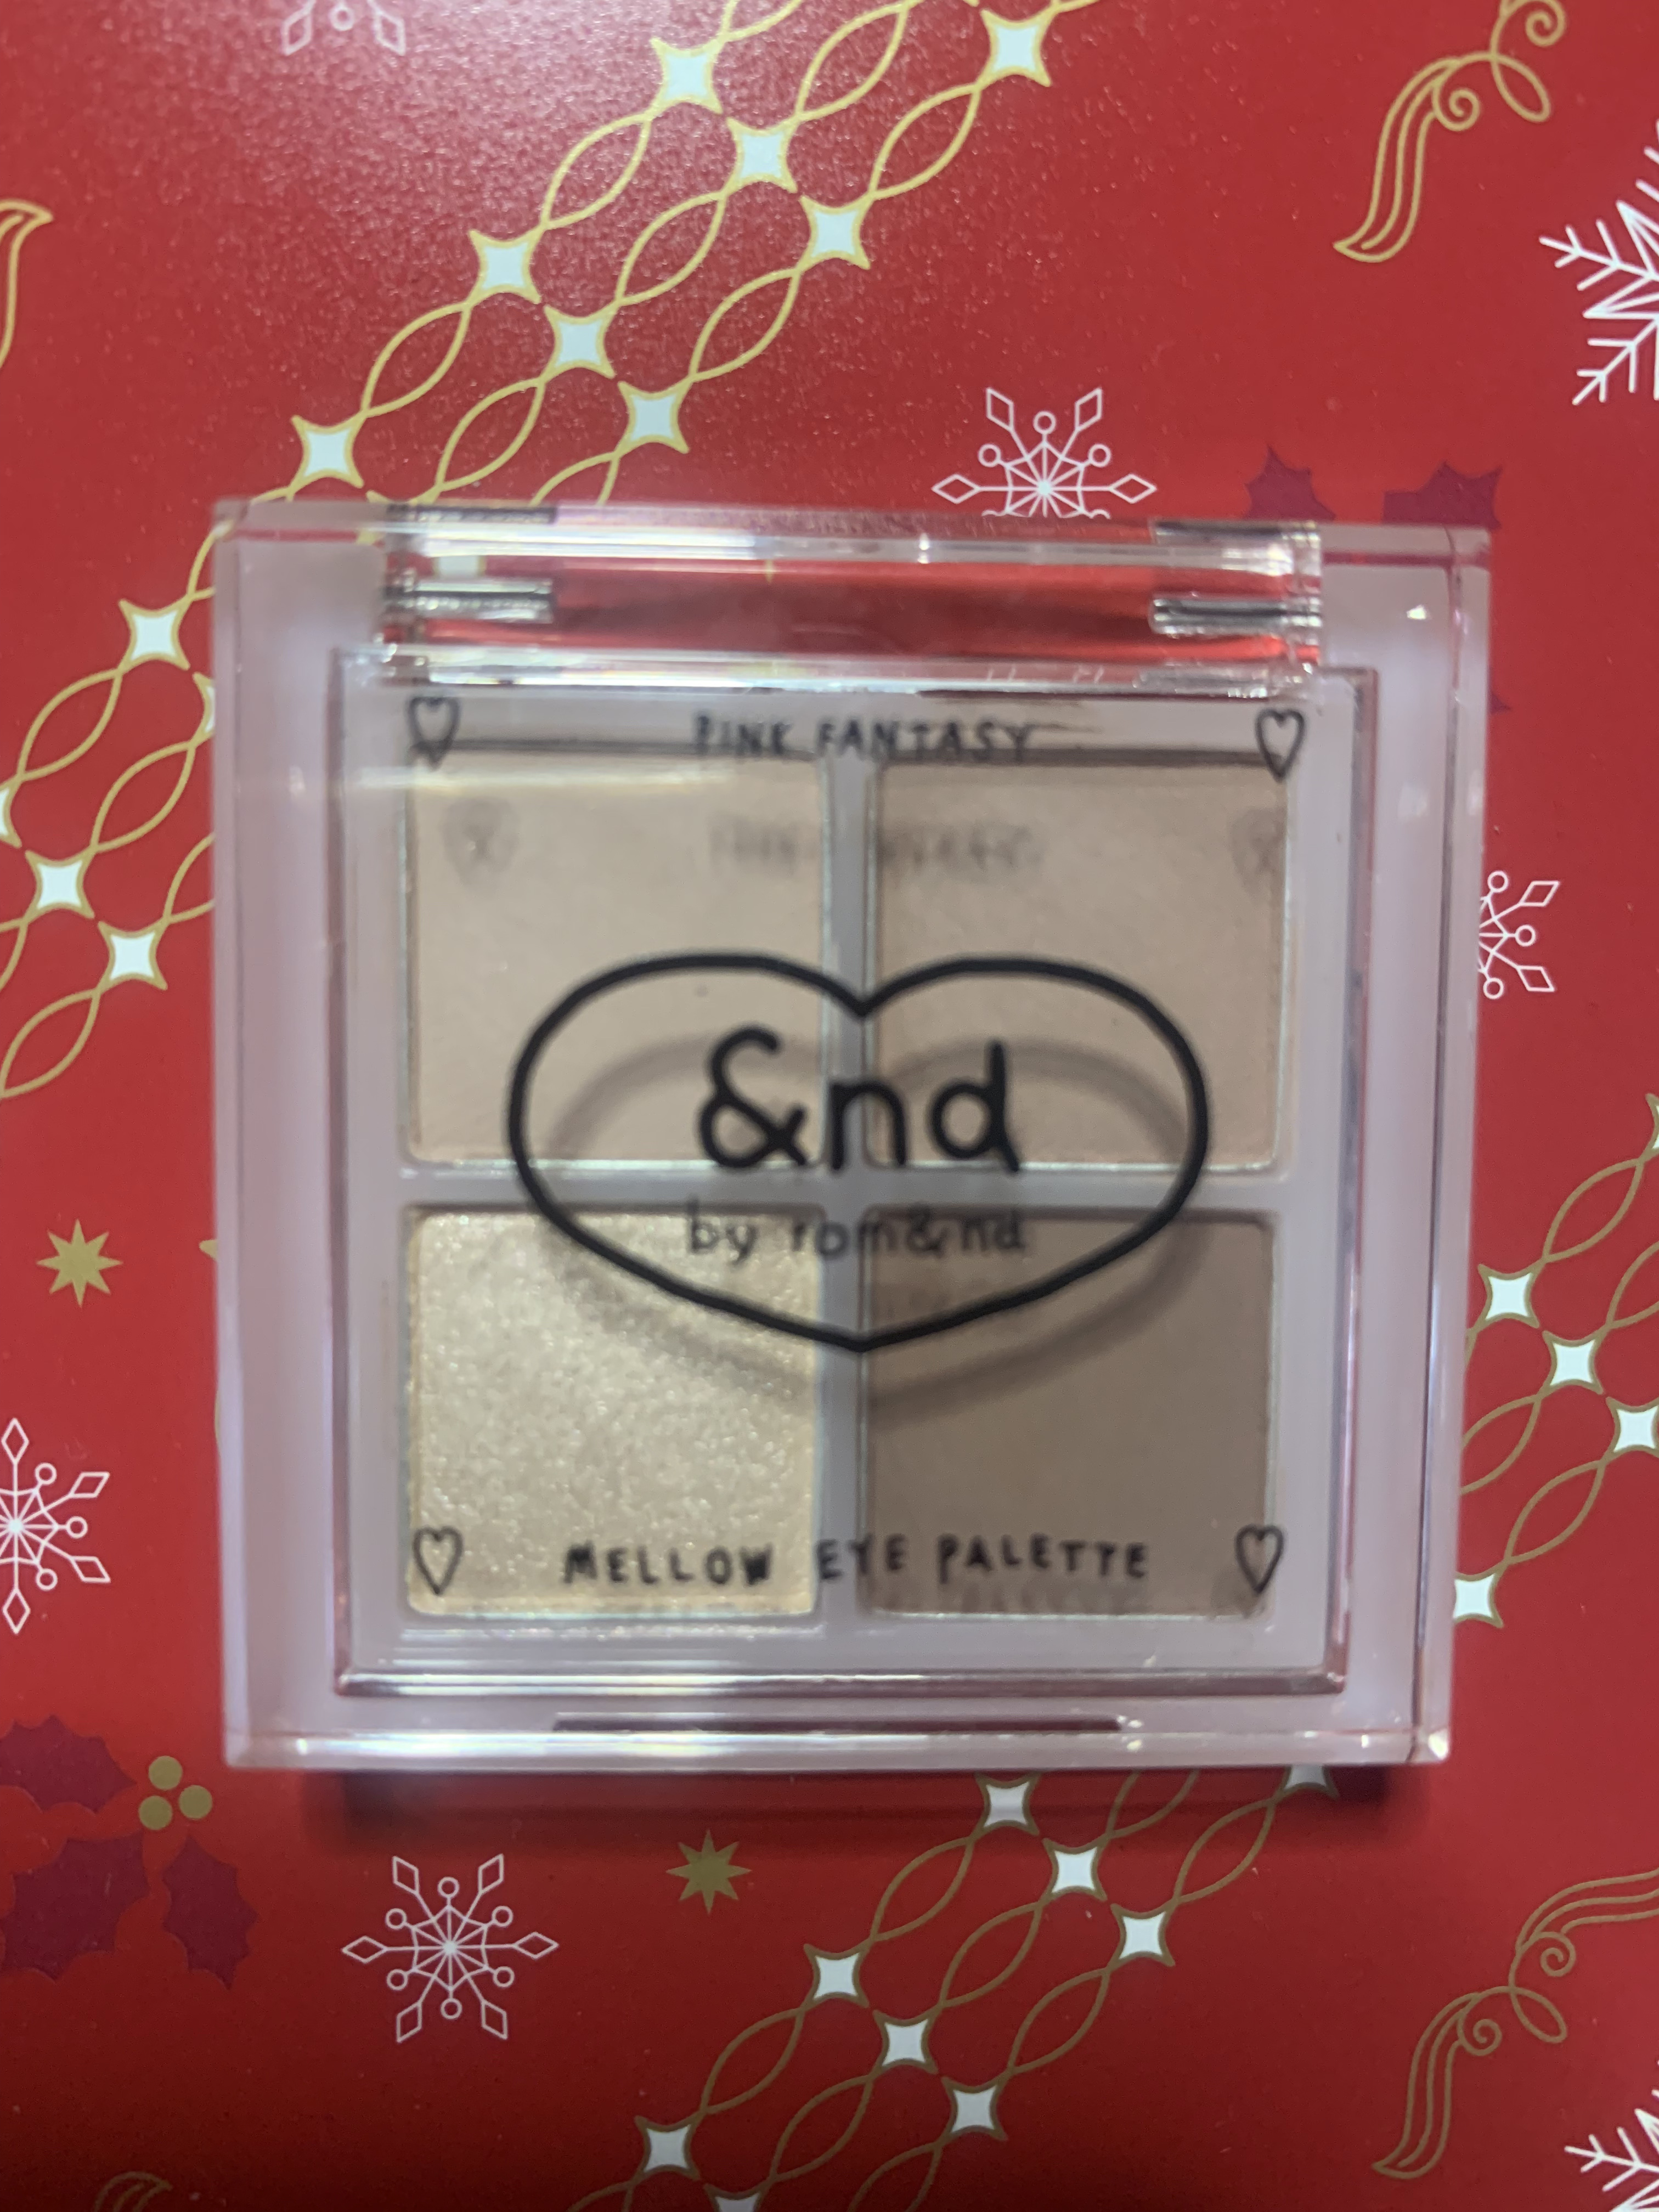 PINK FANTASY
&nd
by rom&nd
MELLOW EYE PALETTE